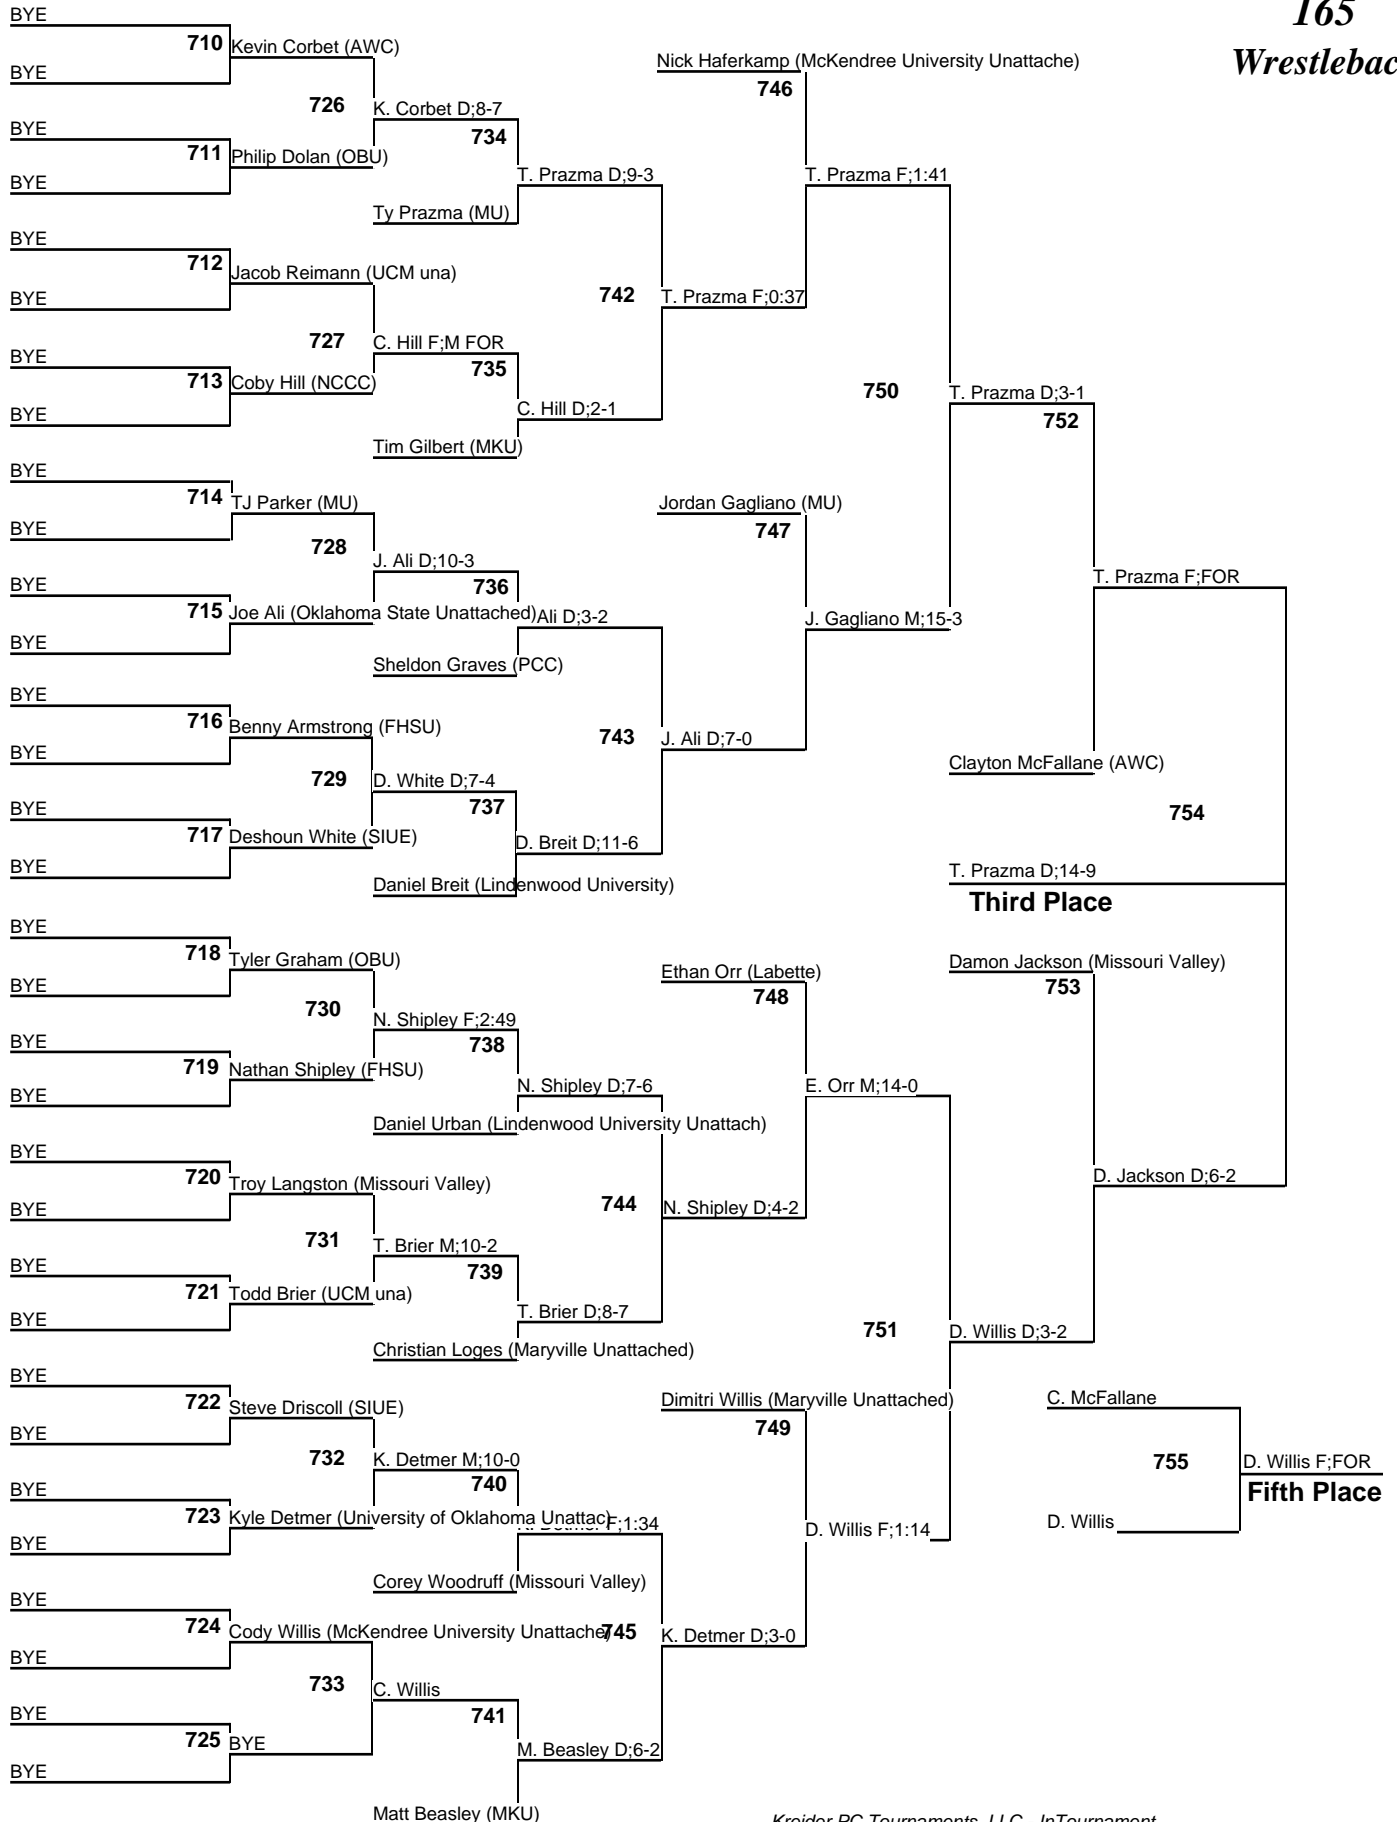 165
BYE
710 Kevin Corbet (AWC)
Nick Haferkamp (McKendree University Unattache)
Wrestlebac
BYE
746
726 K. Corbet D;8-7
BYE
734
711 Philip Dolan (OBU)
T. Prazma D;9-3
T. Prazma F;1:41
BYE
Ty Prazma (MU)
BYE
712 Jacob Reimann (UCM una)
BYE
742 T. Prazma F;0:37
727 C. Hill F;M FOR
BYE
735
713 Coby Hill (NCCC)
750 T. Prazma D;3-1
BYE
C. Hill D;2-1
752
Tim Gilbert (MKU)
BYE
714 TJ Parker (MU)
Jordan Gagliano (MU)
BYE
747
728 J. Ali D;10-3
T. Prazma F;FOR
BYE
736
715 Joe Ali (Oklahoma State Unattached) Ali D;3-2
J. Gagliano M;15-3
BYE
Sheldon Graves (PCC)
BYE
716 Benny Armstrong (FHSU)
743 J. Ali D;7-0
BYE
Clayton McFallane (AWC)
729 D. White D;7-4
BYE
737
754
717 Deshoun White (SIUE)
D. Breit D;11-6
BYE
T. Prazma D;14-9
Daniel Breit (Lindenwood University)
Third Place
BYE
718 Tyler Graham (OBU)
Ethan Orr (Labette)
Damon Jackson (Missouri Valley)
BYE
748
753
730 N. Shipley F;2:49
BYE
738
719 Nathan Shipley (FHSU)
N. Shipley D;7-6
E. Orr M;14-0
BYE
Daniel Urban (Lindenwood University Unattach)
BYE
720 Troy Langston (Missouri Valley)
D. Jackson D;6-2
BYE
744 N. Shipley D;4-2
731 T. Brier M;10-2
BYE
739
721 Todd Brier (UCM una)
T. Brier D;8-7
BYE
751 D. Willis D;3-2
Christian Loges (Maryville Unattached)
BYE
722 Steve Driscoll (SIUE)
Dimitri Willis (Maryville Unattached)
C. McFallane
BYE
749
732 K. Detmer M;10-0
755 D. Willis F;FOR
BYE
740
Fifth Place
723 Kyle Detmer (University of Oklahoma Unattac) F;1:34
D. Willis F;1:14
D. Willis
BYE
Corey Woodruff (Missouri Valley)
BYE
724 Cody Willis (McKendree University Unattache)
745 K. Detmer D;3-0
BYE
733 C. Willis
BYE
741
725 BYE
M. Beasley D;6-2
BYE
Matt Beasley (MKU)
Kreider PC Tournaments, LLC - InTournament